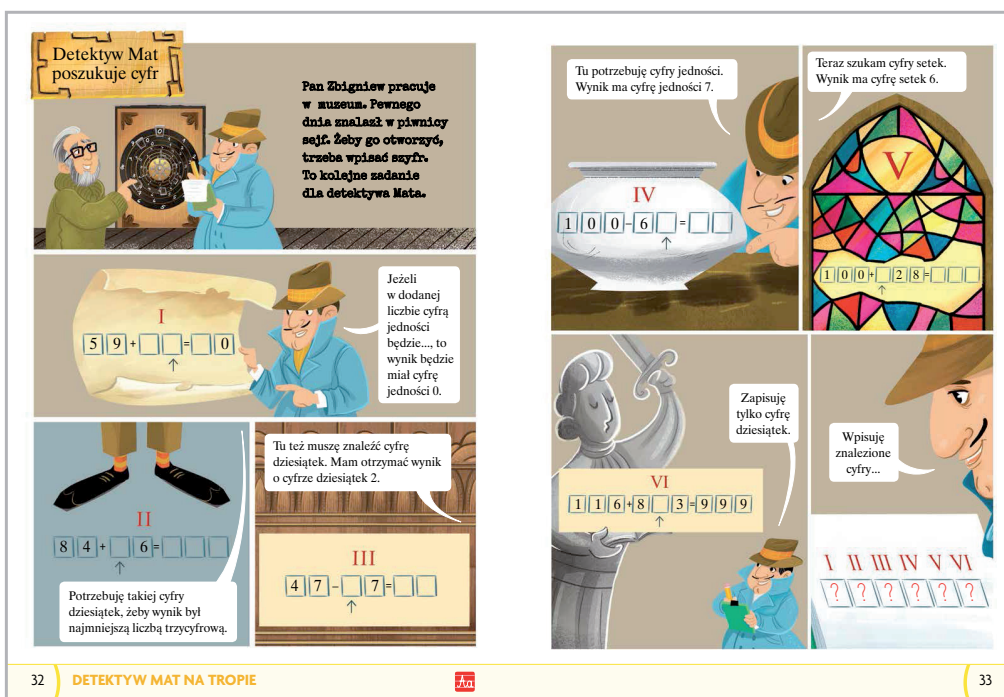 Detektyw Mat
poszukuje cyfr
Pan Zbigniew pracuje
w muzeum. Pewnego
dnia znalazł w piwnicy
sejf. Żeby go otworzyć,
trzeba wpisać szyfr.
To kolejne zadanie
dla detektywa Mata.
I
5 9 + □ □ = □ 0
↑
Jeżeli
w dodanej
liczbie cyfrą
jedności
będzie..., to
wynik będzie
miał cyfrę
jedności 0.
II
8 4 + □ 6 = □ □ □
↑
Potrzebuję takiej cyfry
dziesiątek, żeby wynik był
najmniejszą liczbą trzycyfrową.
Tu też muszę znaleźć cyfrę
dziesiątek. Mam otrzymać wynik
o cyfrze dziesiątek 2.
III
4 7 - □ 7 = □ □
↑
Tu potrzebuję cyfry jedności.
Wynik ma cyfrę jedności 7.
IV
1 0 0 - 6 □ = □ □
↑
Teraz szukam cyfry setek.
Wynik ma cyfrę setek 6.
V
1 0 0 + □ 2 8 = □ □ □
↑
Zapisuję
tylko cyfrę
dziesiątek.
VI
1 1 6 + 8 □ 3 = 9 9 9
↑
Wpisuję
znalezione
cyfry...
I II III IV V VI
? ? ? ? ? ?
32 DETEKTYW MAT NA TROPIE
33